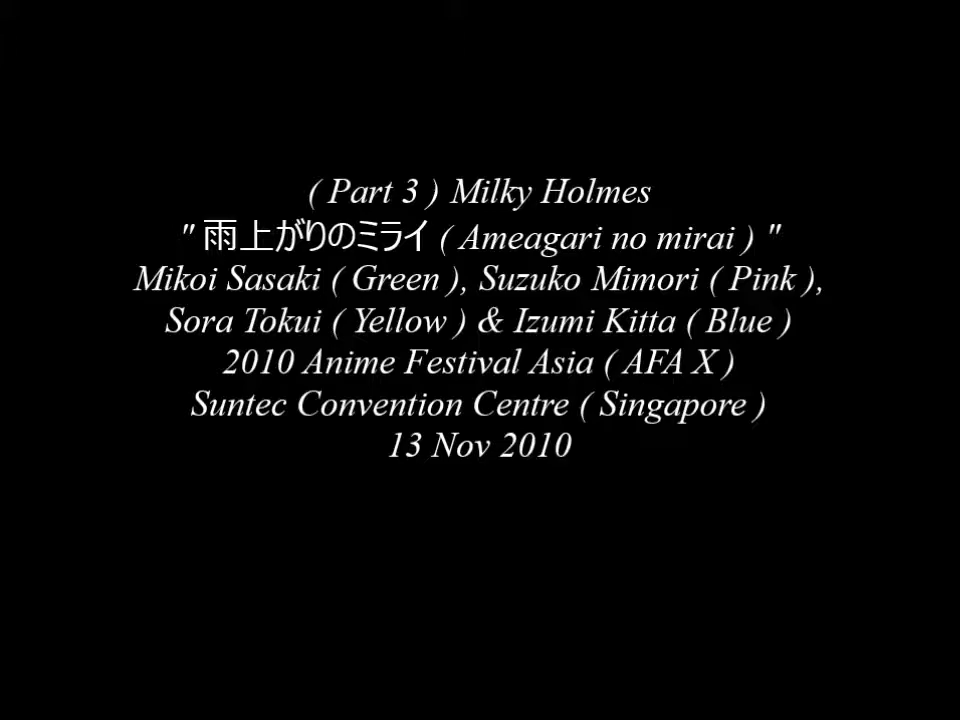 ( Part 3 ) Milky Holmes
" 雨上がりのミライ ( Ameagari no mirai ) "
Mikoi Sasaki ( Green ), Suzuko Mimori ( Pink ),
Sora Tokui ( Yellow ) & Izumi Kitta ( Blue )
2010 Anime Festival Asia ( AFA X )
Suntec Convention Centre ( Singapore )
13 Nov 2010